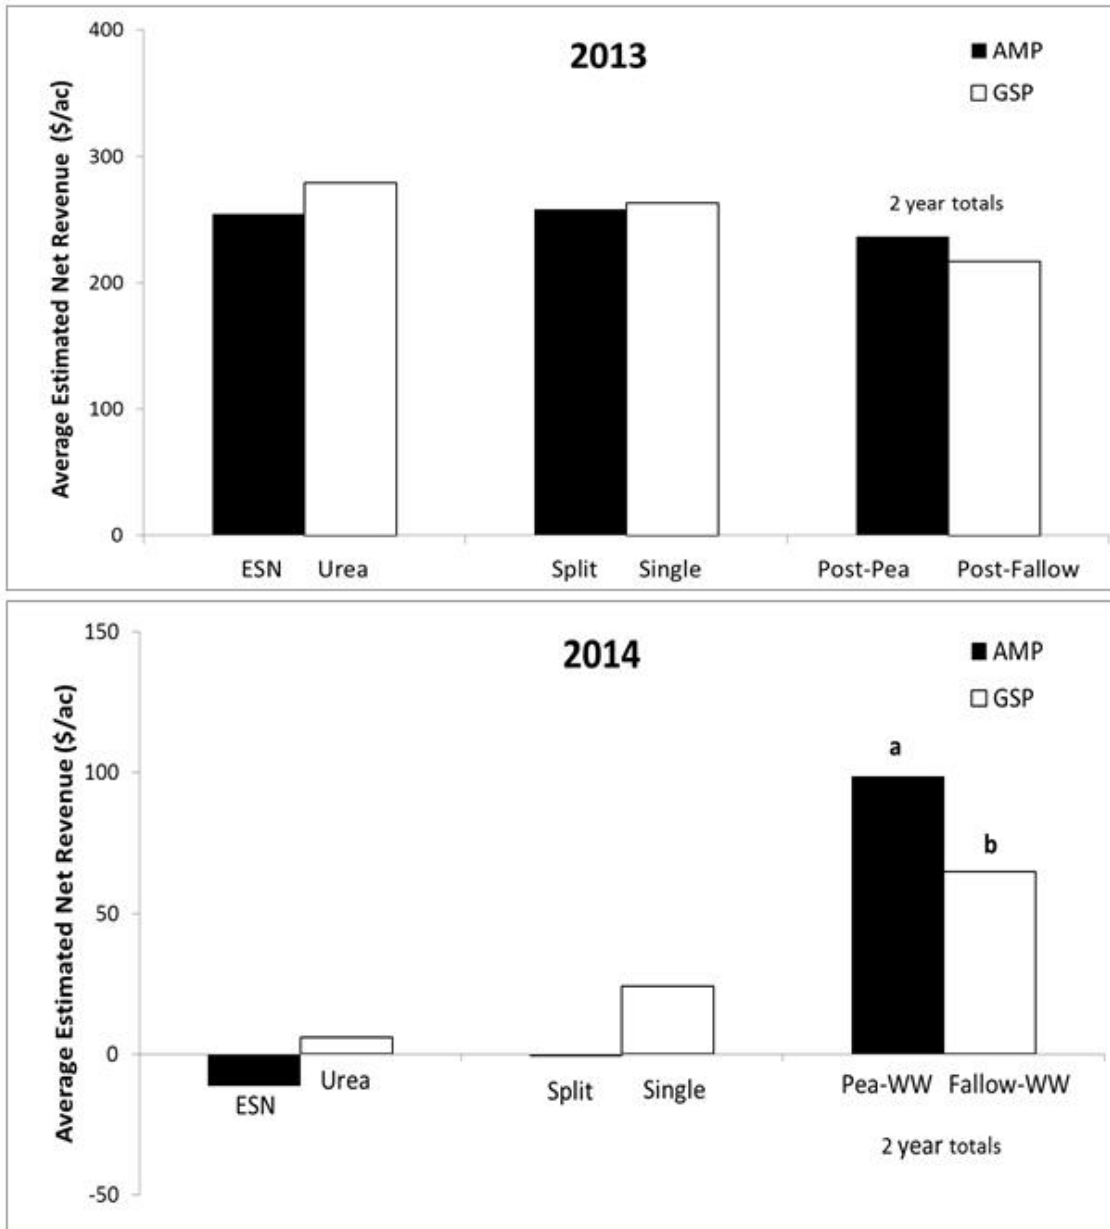 2013
AMP
GSP
Average Estimated Net Revenue ($/ac)
400
300
200
100
0
2 year totals
ESN Urea
Split Single
Post-Pea Post-Fallow
2014
AMP
GSP
Average Estimated Net Revenue ($/ac)
150
100
50
0
-50
a
b
ESN Urea
Split Single
Pea-WW Fallow-WW
2 year totals